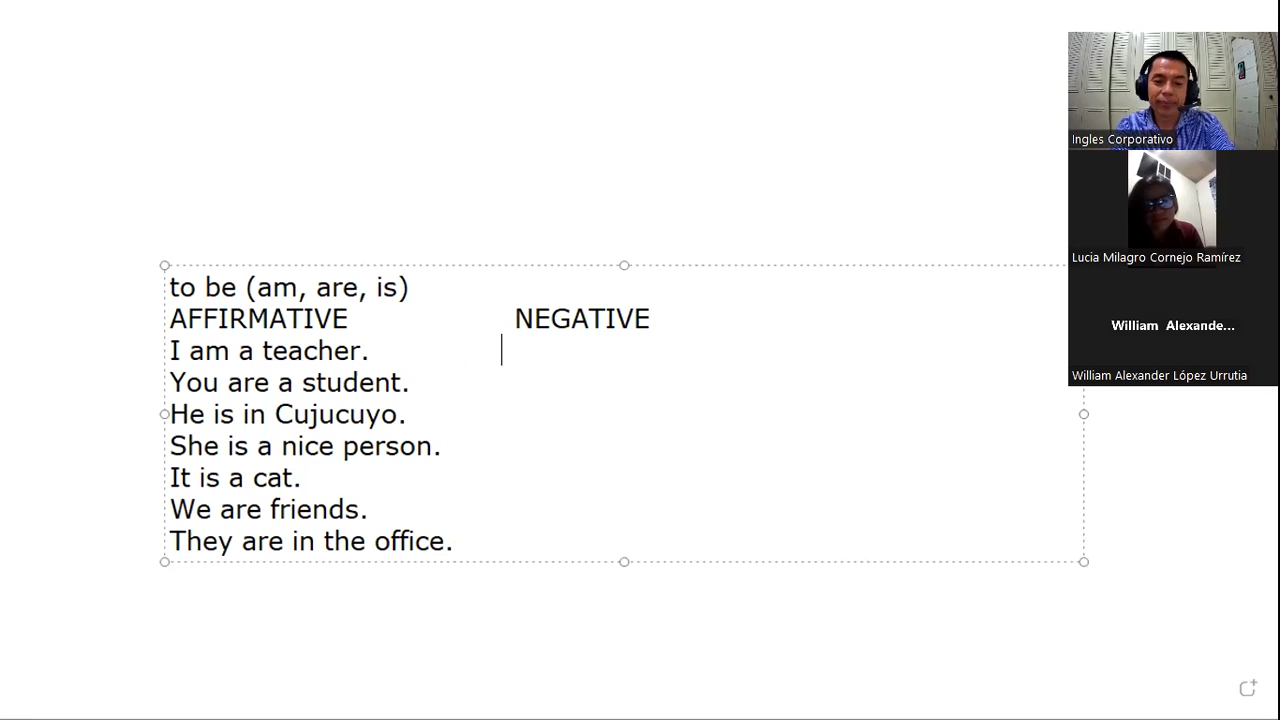 to be (am, are, is)
AFFIRMATIVE NEGATIVE
I am a teacher.
You are a student.
He is in Cujucuyo.
She is a nice person.
It is a cat.
We are friends.
They are in the office.
Ingles Corporativo
Lucía Milagro Cornejo Ramírez
William Alexande...
William Alexander López Urrutia